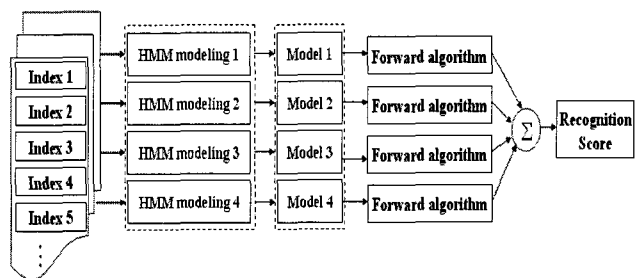 Index 1
Index 2
Index 3
Index 4
Index 5
HMM modeling 1
HMM modeling 2
HMM modeling 3
HMM modeling 4
Model 1
Model 2
Model 3
Model 4
Forward algorithm
Forward algorithm
Forward algorithm
Forward algorithm
Σ
Recognition
Score